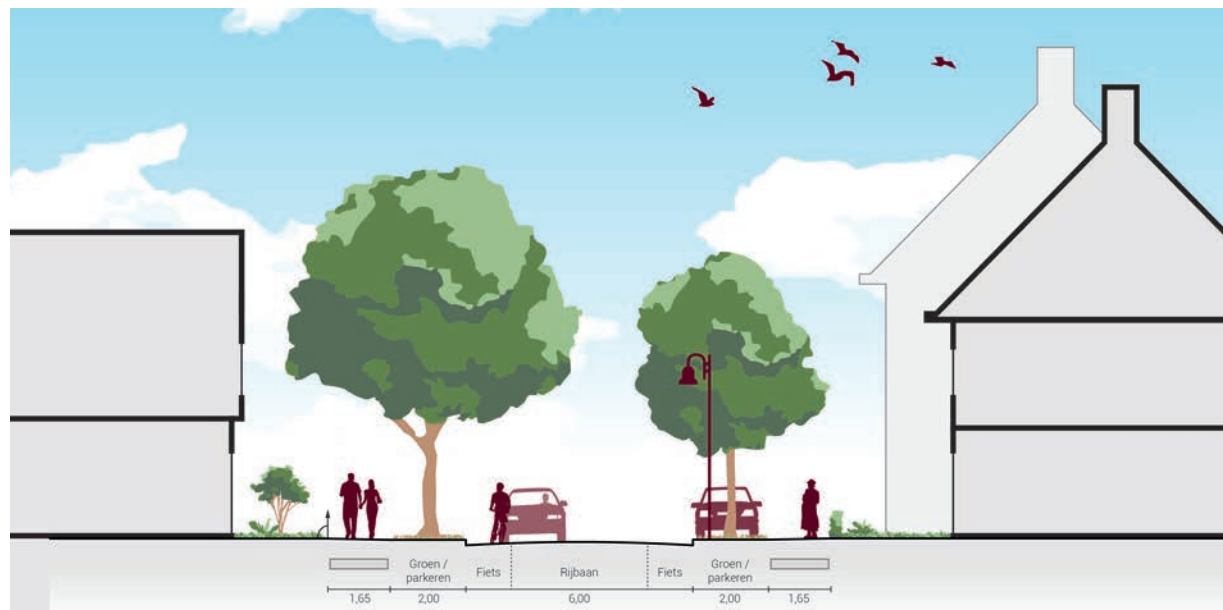 Groen /
parkeren
Fiets
Rijbaan
Fiets
Groen /
parkeren
1,65
2,00
6,00
2,00
1,65